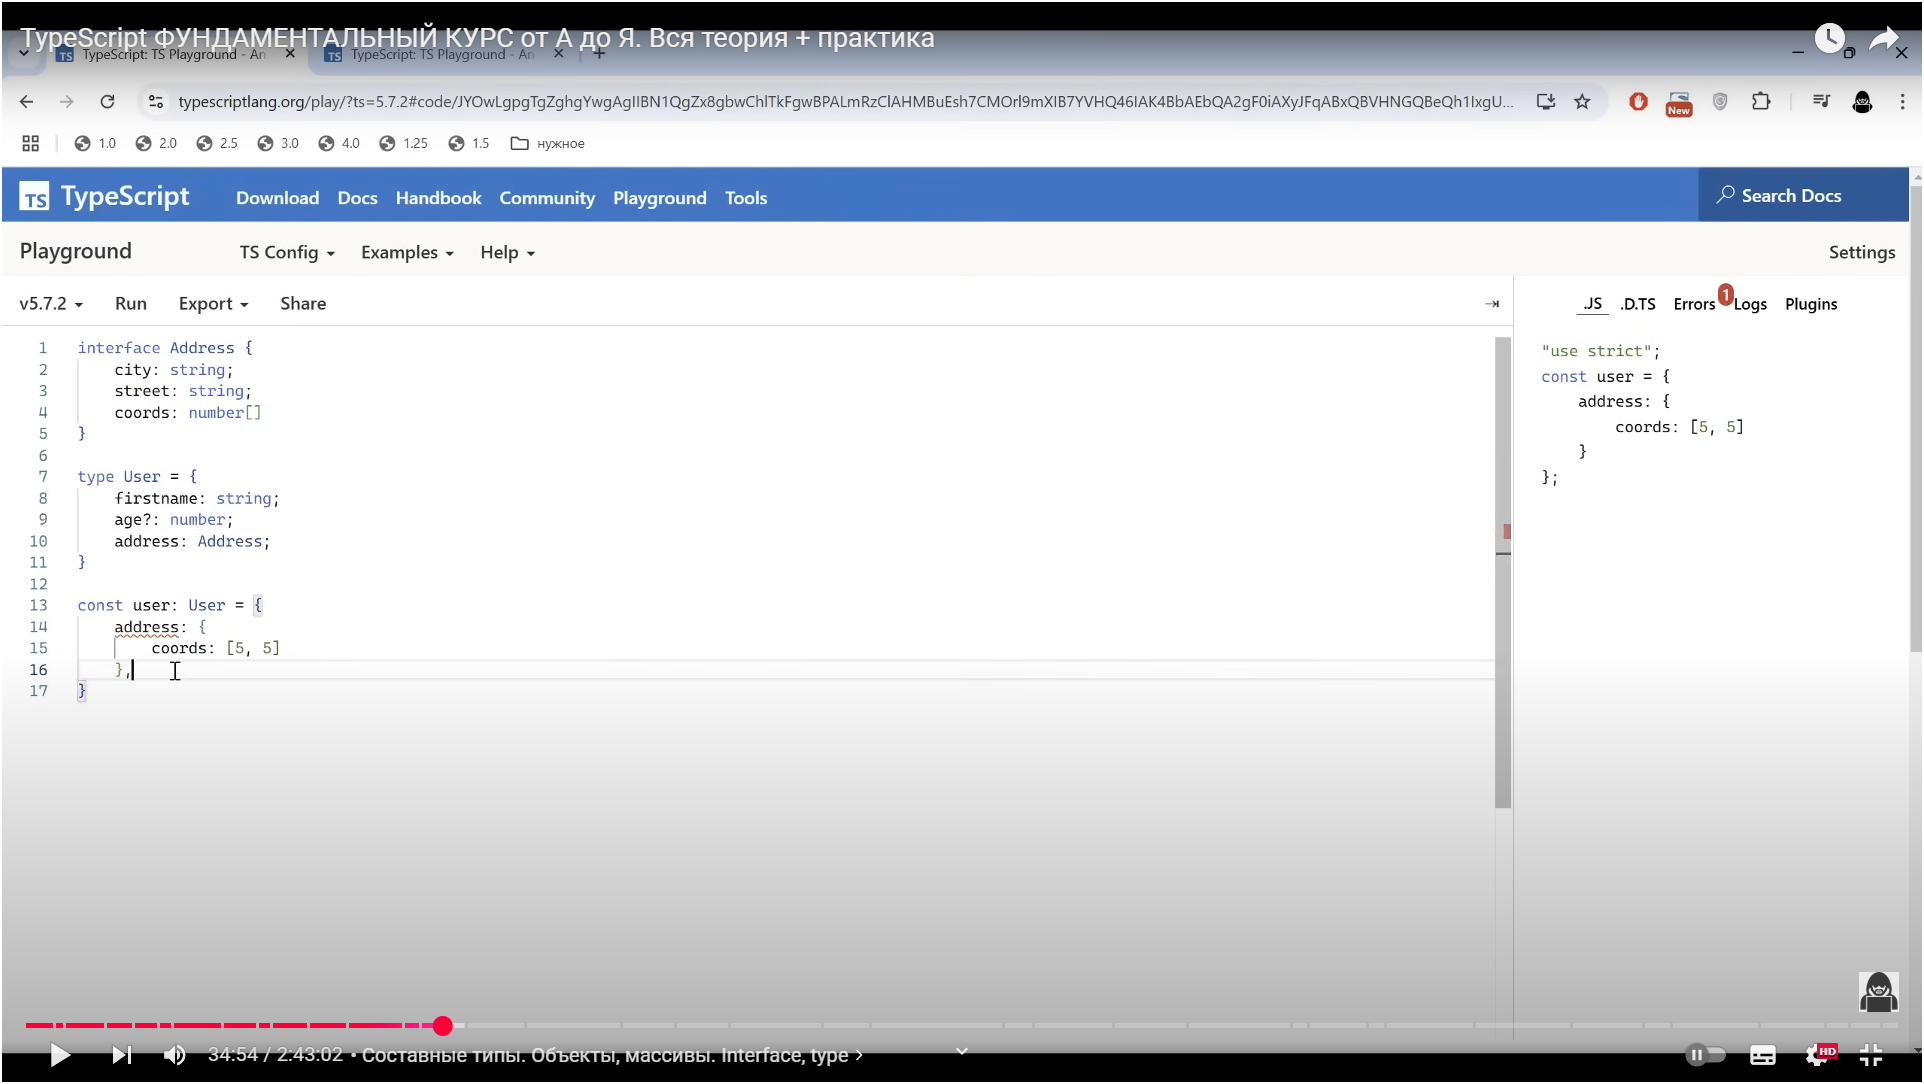 TypeScript ФУНДАМЕНТАЛЬНЫЙ КУРС от А до Я. Вся теория + практика
TypeScript: TS Playground - An
TypeScript: TS Playground - An
typescriptlang.org/play/?ts=5.7.2#code/JYOwLgpgTgZghgYwgAgIIBN1QgZx8gbwChlTkFgwBPALmRzClAHMBuEsh7CMOrl9mXIB7YVHQ46IAK4BbAEbQA2gF0iAXyJFqABxQBVHNGQBeQh1IxgU...
New
1.0
2.0
2.5
3.0
4.0
1.25
1.5
нужное
TS TypeScript
Download
Docs
Handbook
Community
Playground
Tools
Search Docs
Playground
TS Config
Examples
Help
Settings
v5.7.2
Run
Export
Share
.JS
.D.TS
Errors
1
Logs
Plugins
1 interface Address {
2 city: string;
3 street: string;
4 coords: number[]
5 }
6
7 type User = {
8 firstname: string;
9 age?: number;
10 address: Address;
11 }
12
13 const user: User = {
14 address: {
15 coords: [5, 5]
16 },
17 }
"use strict";
const user = {
address: {
coords: [5, 5]
}
};
34:54 / 2:43:02 • Составные типы. Объекты, массивы. Interface, type
HD